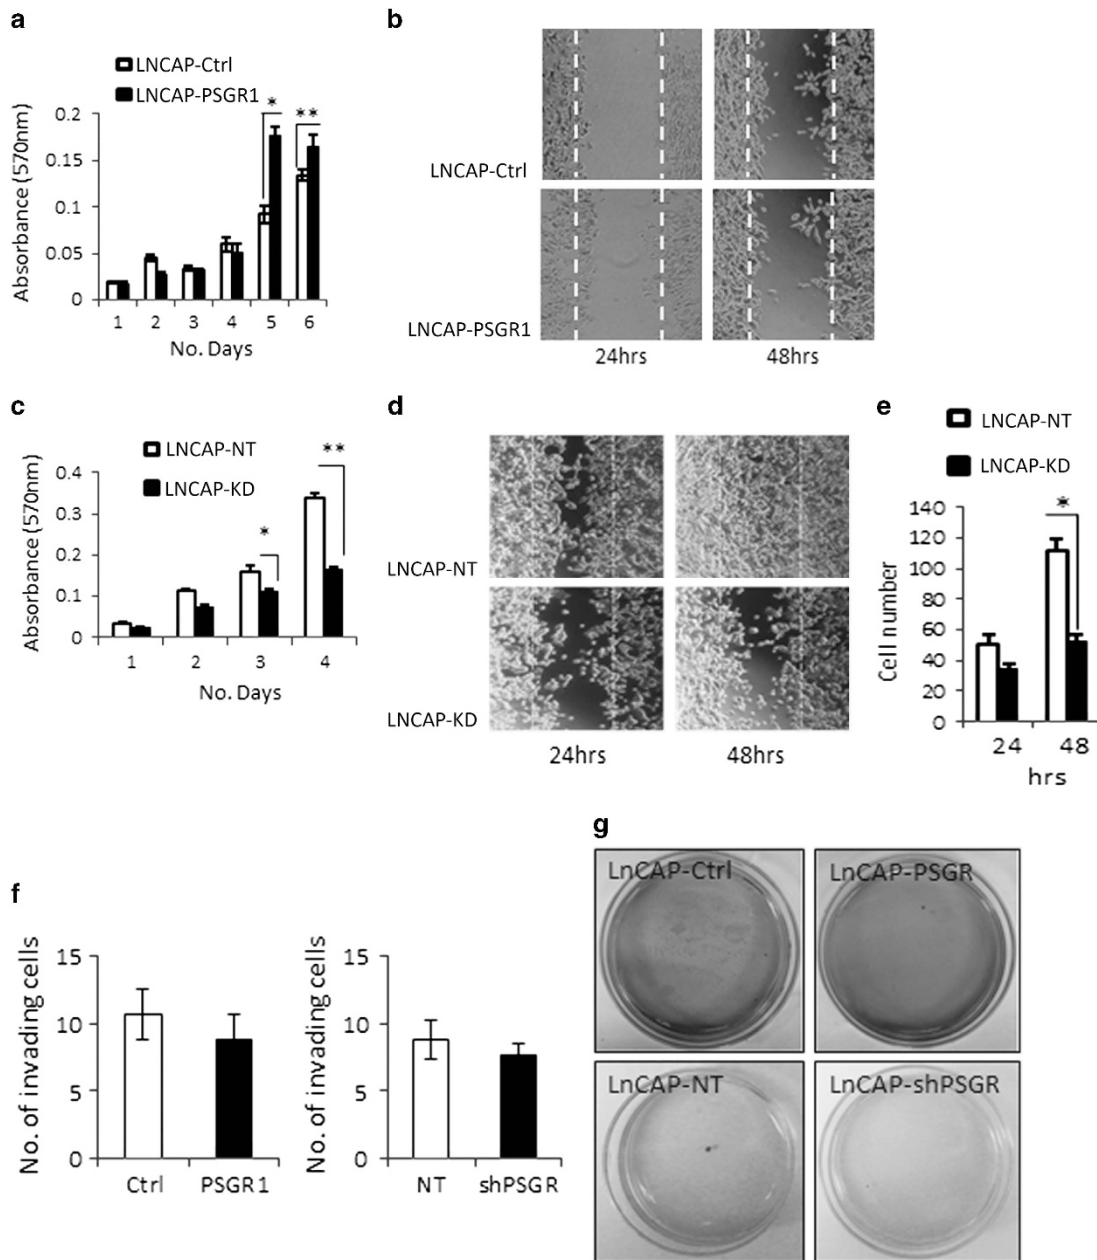 a
LNCAP-Ctrl
LNCAP-PSGR1
* **
0.2
0.15
0.1
0.05
0
Absorbance (570nm)
1 2 3 4 5 6
No. Days
b
LNCAP-Ctrl
LNCAP-PSGR1
24hrs 48hrs
c
LNCAP-NT
LNCAP-KD
**
*
0.4
0.3
0.2
0.1
0
Absorbance (570nm)
1 2 3 4
No. Days
d
LNCAP-NT
LNCAP-KD
24hrs 48hrs
e
LNCAP-NT
LNCAP-KD
*
140
120
100
80
60
40
20
0
Cell number
24 48
hrs
f
15
10
5
0
No. of invading cells
Ctrl PSGR1
15
10
5
0
No. of invading cells
NT shPSGR
g
LnCAP-Ctrl LnCAP-PSGR
LnCAP-NT LnCAP-shPSGR